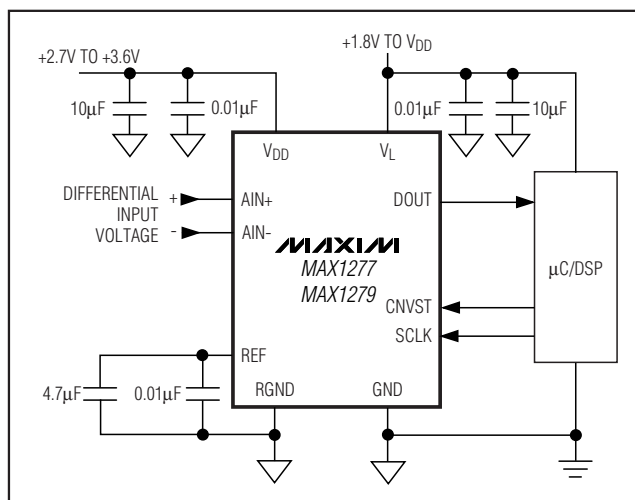 +2.7V TO +3.6V
+1.8V TO VDD
10µF
0.01µF
0.01µF
10µF
VDD
VL
DIFFERENTIAL
INPUT
VOLTAGE
+
-
AIN+
AIN-
DOUT
MAXIM
MAX1277
MAX1279
µC/DSP
CNVST
SCLK
REF
4.7µF
0.01µF
RGND
GND